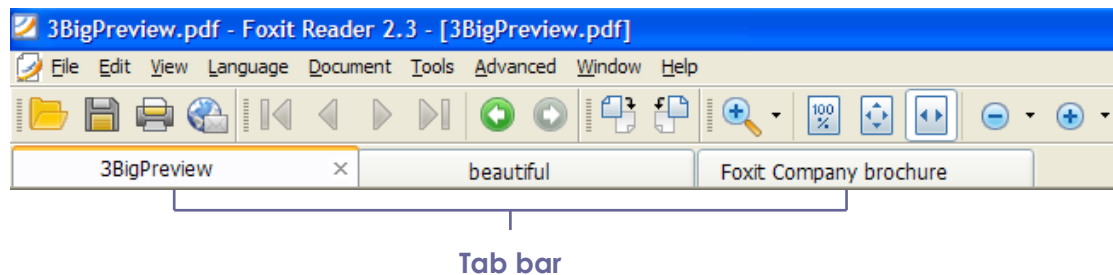 3BigPreview.pdf - Foxit Reader 2.3 - [3BigPreview.pdf]
File Edit View Language Document Tools Advanced Window Help
100 %
3BigPreview beautiful Foxit Company brochure
Tab bar